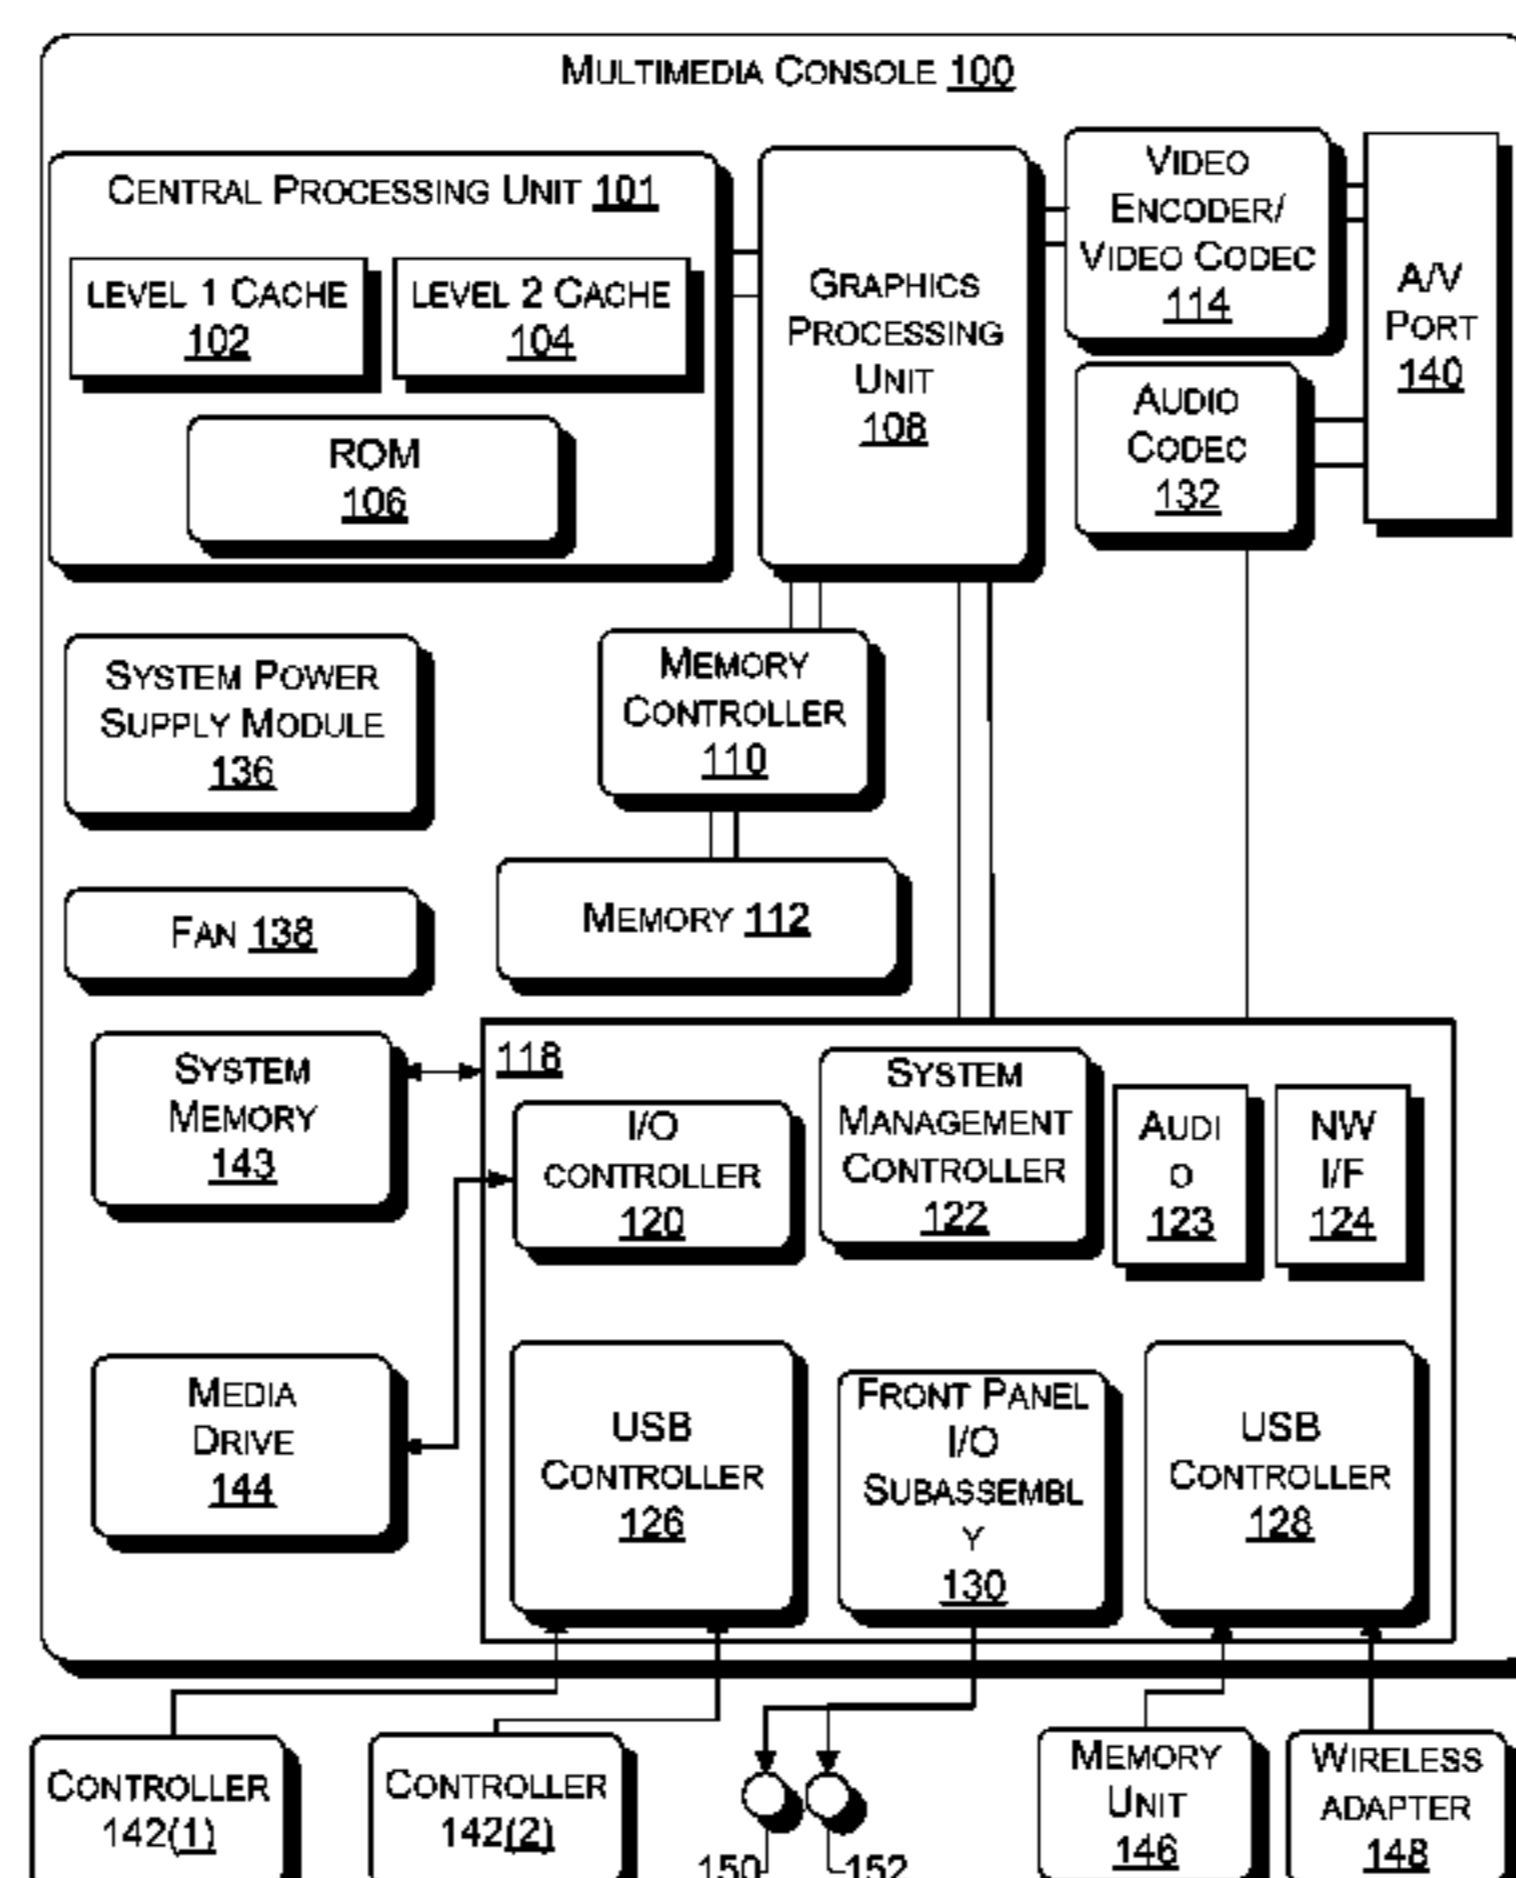 MULTIMEDIA CONSOLE 100
CENTRAL PROCESSING UNIT 101
LEVEL 1 CACHE
102
LEVEL 2 CACHE
104
ROM
106
GRAPHICS
PROCESSING
UNIT
108
VIDEO
ENCODER/
VIDEO CODEC
114
A/V
PORT
140
AUDIO
CODEC
132
SYSTEM POWER
SUPPLY MODULE
136
MEMORY
CONTROLLER
110
FAN 138
MEMORY 112
SYSTEM
MEMORY
143
118
I/O
CONTROLLER
120
SYSTEM
MANAGEMENT
CONTROLLER
122
AUDI
O
123
NW
I/F
124
MEDIA
DRIVE
144
USB
CONTROLLER
126
FRONT PANEL
I/O
SUBASSEMBL
Y
130
USB
CONTROLLER
128
CONTROLLER
142(1)
CONTROLLER
142(2)
150
152
MEMORY
UNIT
146
WIRELESS
ADAPTER
148